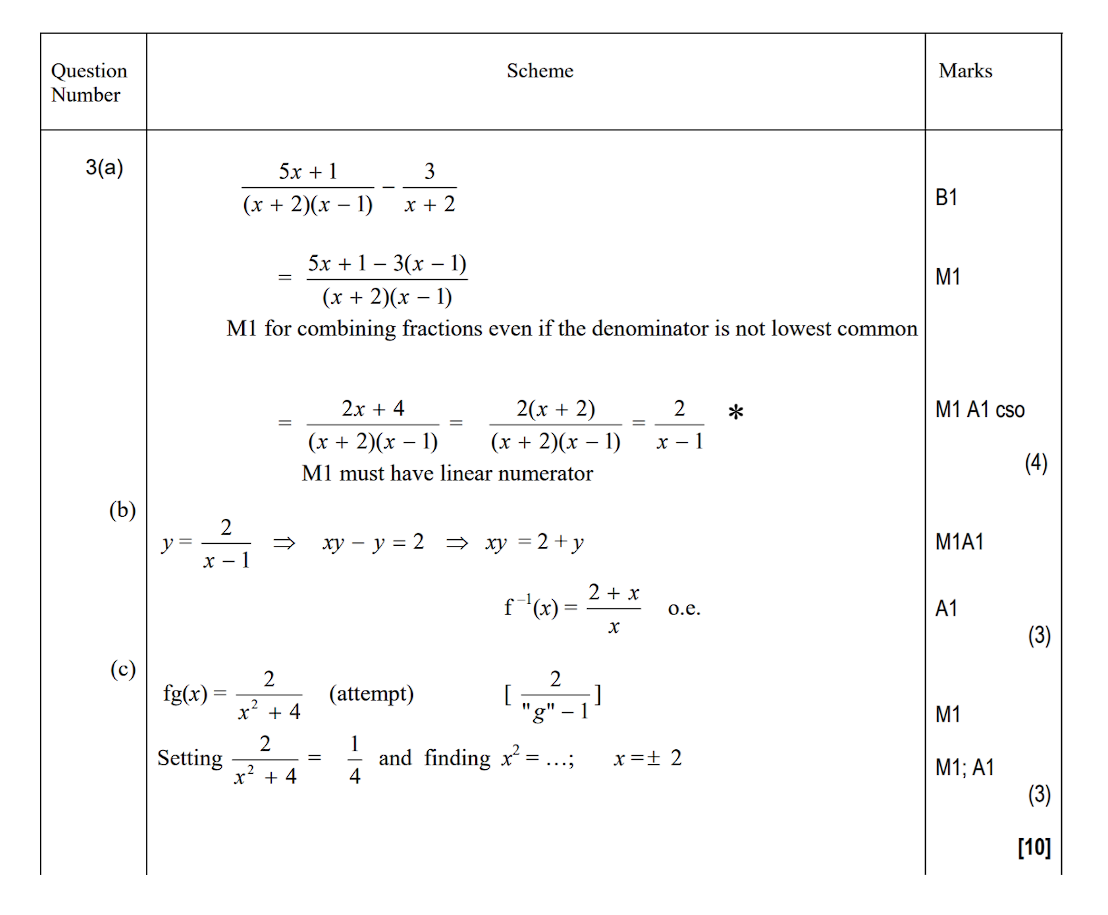 Question Number Scheme Marks
3(a) \frac{5x + 1}{(x + 2)(x − 1)} − \frac{3}{x + 2} B1
= \frac{5x + 1 − 3(x − 1)}{(x + 2)(x − 1)} M1
M1 for combining fractions even if the denominator is not lowest common
= \frac{2x + 4}{(x + 2)(x − 1)} = \frac{2(x + 2)}{(x + 2)(x − 1)} = \frac{2}{x − 1} * M1 A1 cso
(4)
M1 must have linear numerator
(b) y = \frac{2}{x − 1} ⇒ xy − y = 2 ⇒ xy = 2 + y M1A1
f^{−1}(x) = \frac{2 + x}{x} o.e. A1
(3)
(c) fg(x) = \frac{2}{x^2 + 4} (attempt) [ \frac{2}{"g" − 1} ] M1
Setting \frac{2}{x^2 + 4} = \frac{1}{4} and finding x^2 = …; x = ± 2 M1; A1
(3)
[10]